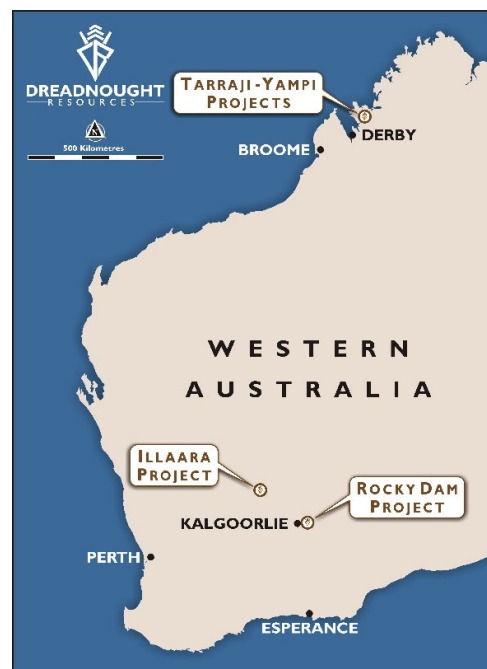 DREADNOUGHT
RESOURCES
500 Kilometres
TARRAJI-YAMPI
PROJECTS
BROOME
DERBY
WESTERN
AUSTRALIA
ILLAARA
PROJECT
ROCKY DAM
PROJECT
KALGOORLIE
PERTH
ESPERANCE